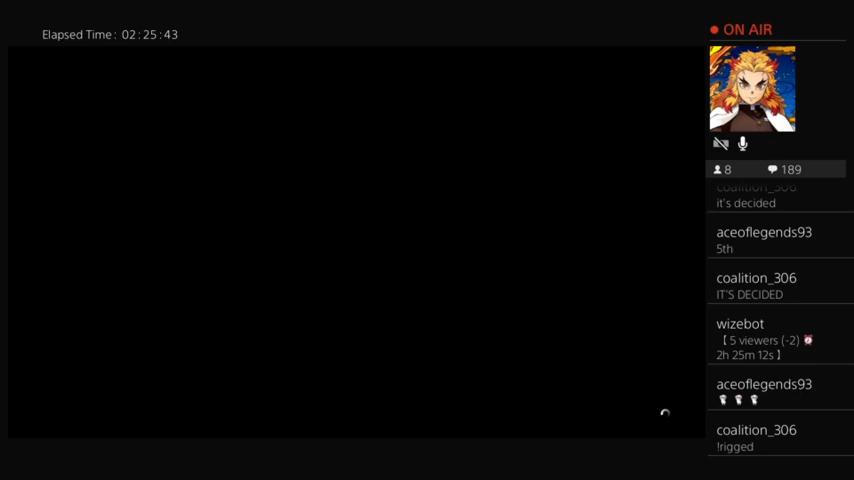 Elapsed Time: 02:25:43
ON AIR
8 189
coalition_306
it's decided
aceoflegends93
5th
coalition_306
IT'S DECIDED
wizebot
【 5 viewers (-2) ⏰
2h 25m 12s 】
aceoflegends93
coalition_306
!rigged